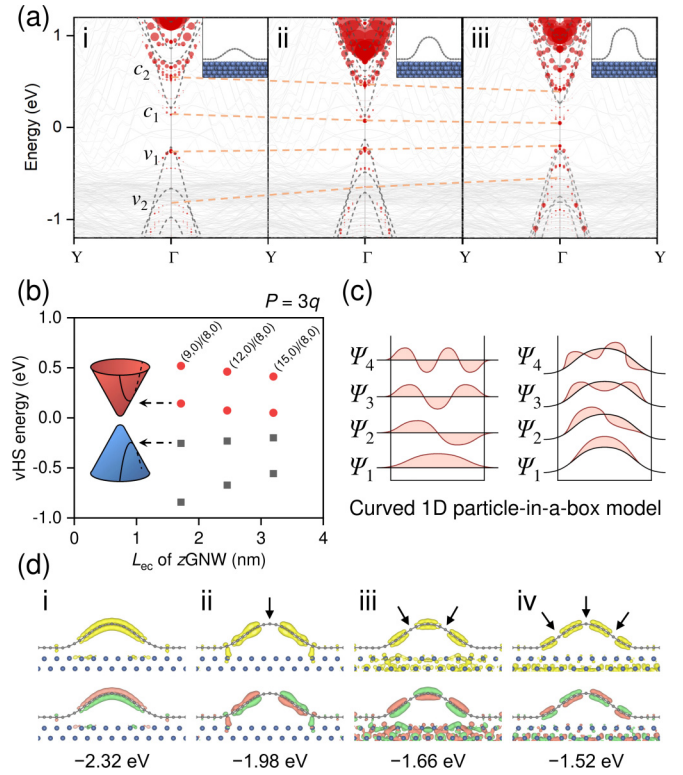 (a)
i
ii
iii
Energy (eV)
1
0
-1
c₂
c₁
v₁
v₂
Y
Γ
Y
Γ
Y
Γ
Y
(b)
P = 3q
vHS energy (eV)
1.0
0.5
0.0
-0.5
-1.0
(9,0)/(8,0)
(12,0)/(8,0)
(15,0)/(8,0)
0
1
2
3
4
Lec of zGNW (nm)
(c)
Ψ₄
Ψ₃
Ψ₂
Ψ₁
Ψ₄
Ψ₃
Ψ₂
Ψ₁
Curved 1D particle-in-a-box model
(d)
i
ii
iii
iv
−2.32 eV
−1.98 eV
−1.66 eV
−1.52 eV